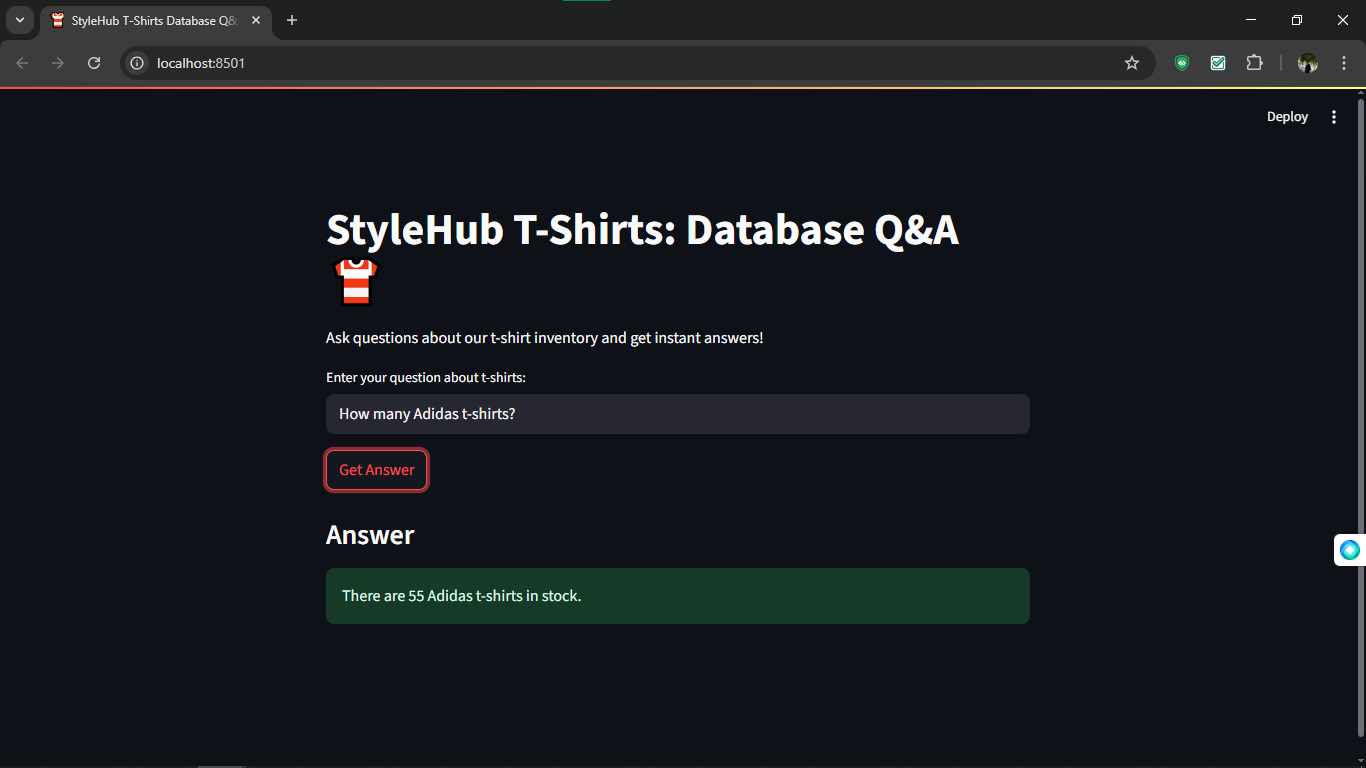 StyleHub T-Shirts Database Q&
localhost:8501
Deploy
StyleHub T-Shirts: Database Q&A
Ask questions about our t-shirt inventory and get instant answers!
Enter your question about t-shirts:
How many Adidas t-shirts?
Get Answer
Answer
There are 55 Adidas t-shirts in stock.